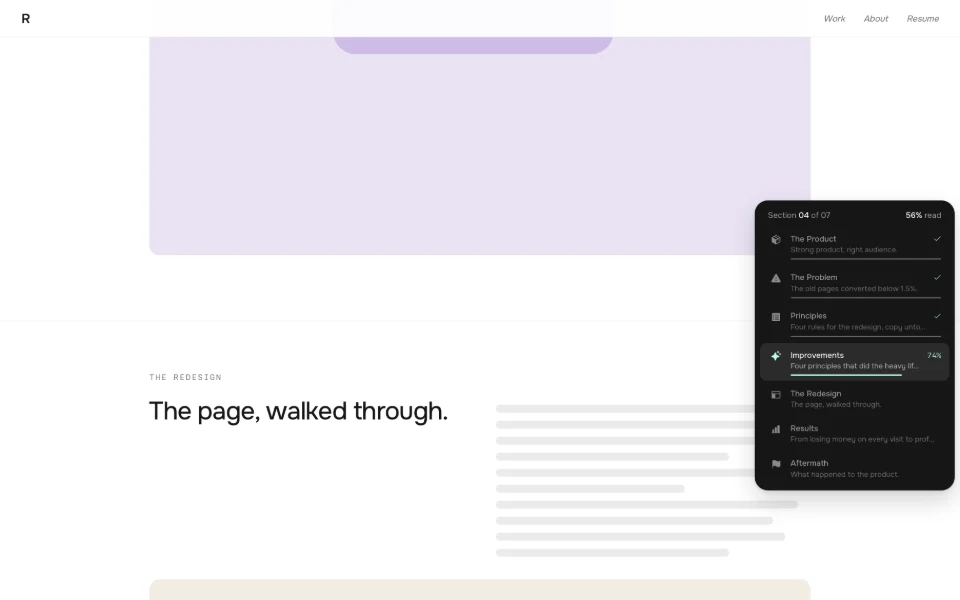 R
Work
About
Resume
THE REDESIGN
The page, walked through.
Section 04 of 07
56% read
The Product
Strong product, right audience.
The Problem
The old pages converted below 1.5%.
Principles
Four rules for the redesign, copy unto...
Improvements
74%
Four principles that did the heavy lif...
The Redesign
The page, walked through.
Results
From losing money on every visit to prof...
Aftermath
What happened to the product.